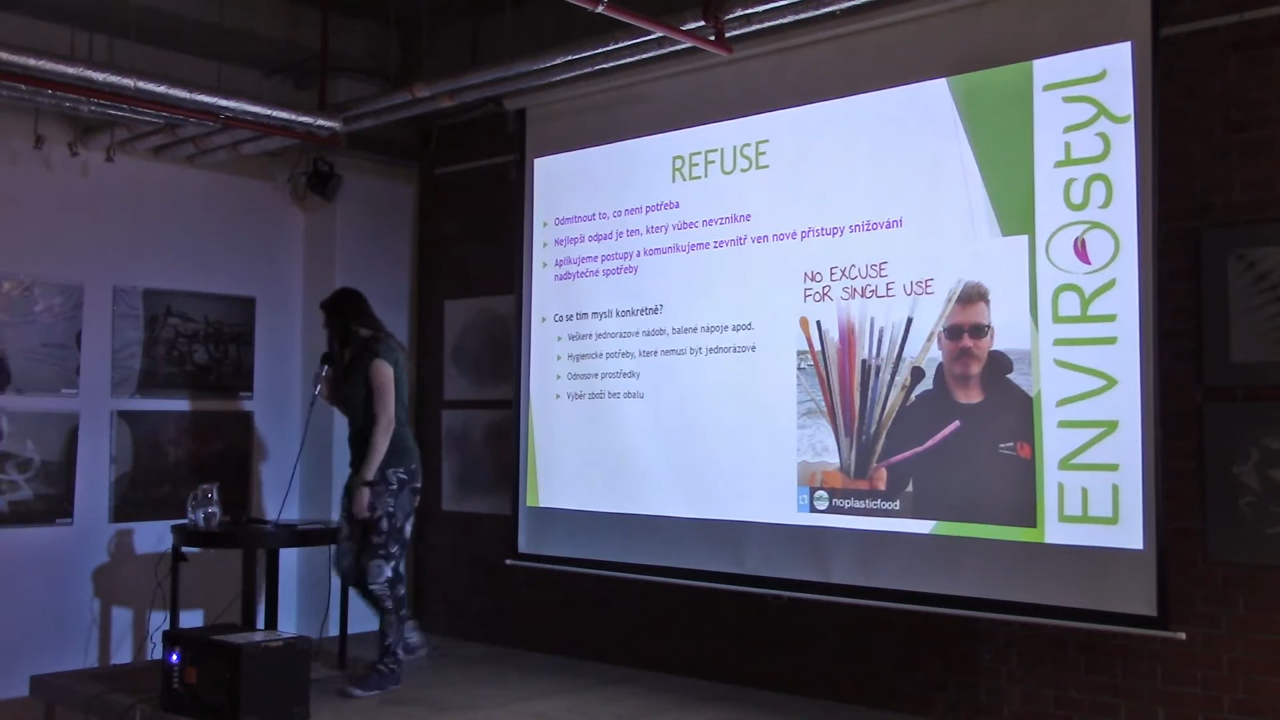 REFUSE
Odmítnout to, co není potřeba
Nejlepší odpad je ten, který vůbec nevznikne
Aplikujeme postupy a komunikujeme zevnitř ven nové přístupy snižování
nadbytečné spotřeby
Co se tím myslí konkrétně?
Veškeré jednorázové nádobí, balené nápoje apod.
Hygienické potřeby, které nemusí být jednorázové
Odnosové prostředky
Výběr zboží bez obalu
NO EXCUSE
FOR SINGLE USE
noplasticfood
ENVIROstyl